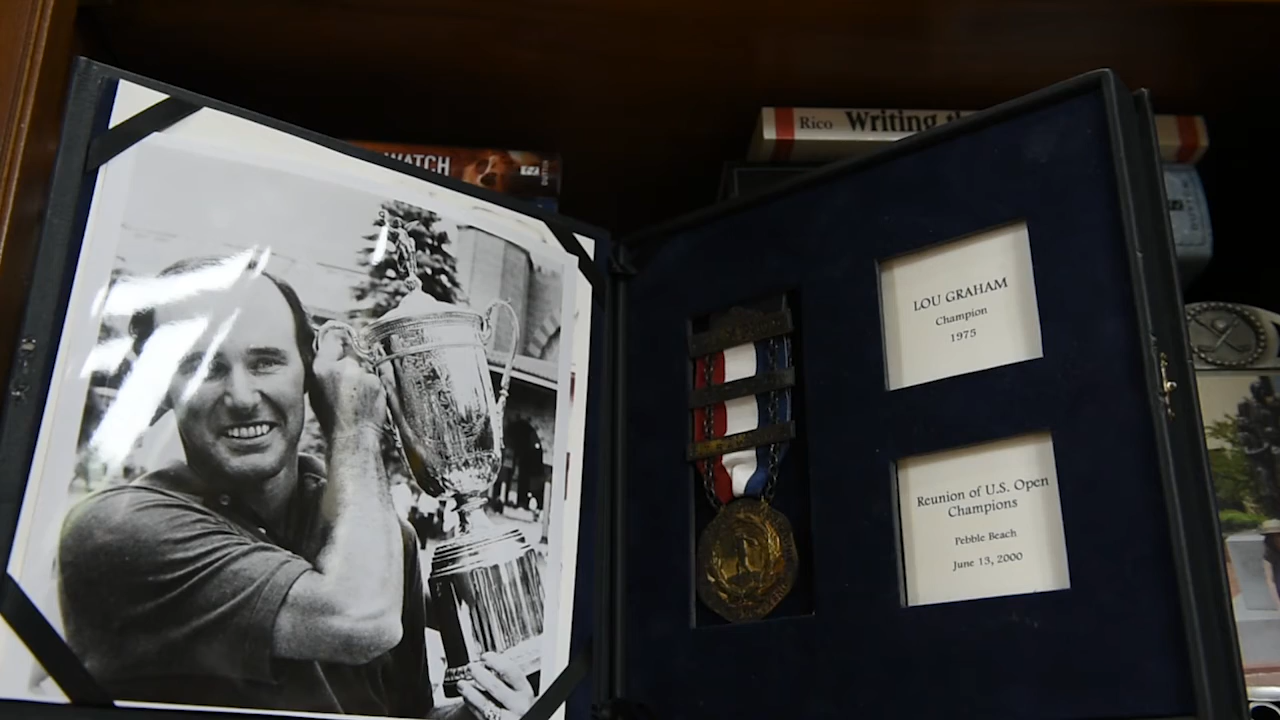 WATCH
Rico Writing
LOU GRAHAM
Champion
1975
Reunion of U.S. Open
Champions
Pebble Beach
June 13, 2000